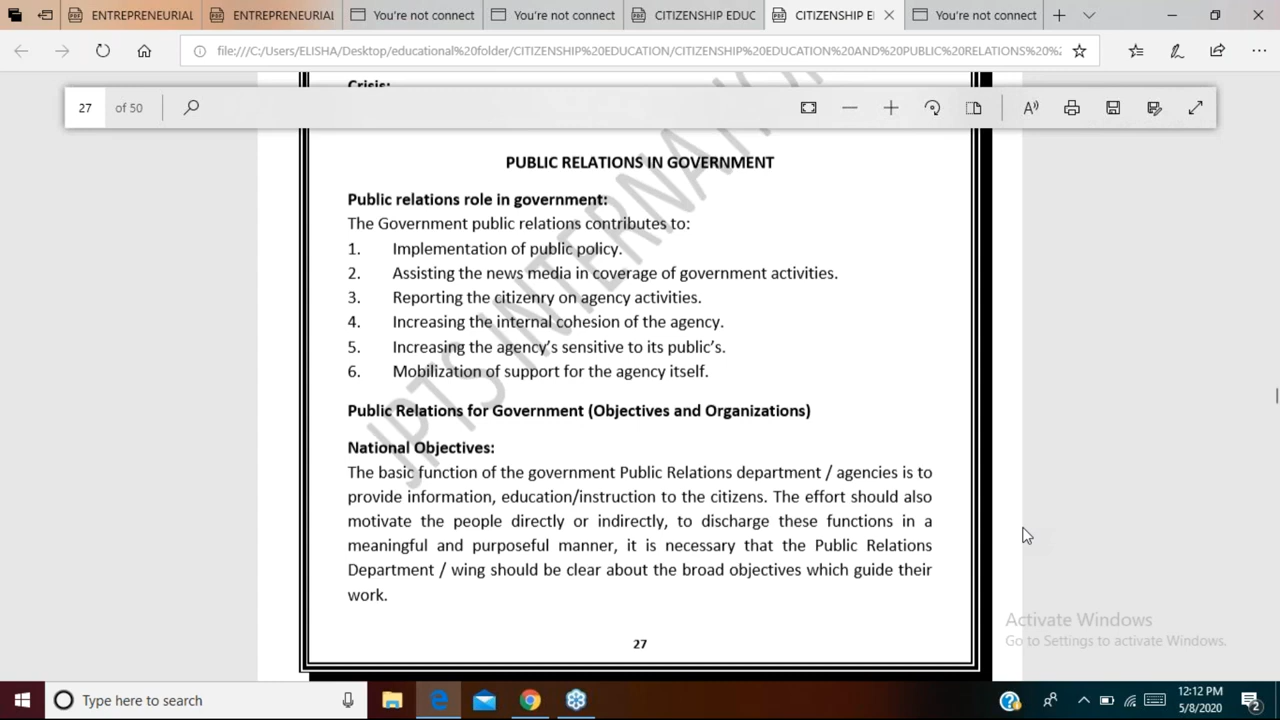 ENTREPREURIAL
ENTREPREURIAL
You're not connect
You're not connect
CITIZENSHIP EDUC
CITIZENSHIP E
You're not connect
file:///C:/Users/ELISHA/Desktop/educational%20folder/CITIZENSHIP%20EDUCATION/CITIZENSHIP%20EDUCATION%20AND%20PUBLIC%20RELATIONS%20%
Crisis:
27 of 50
PUBLIC RELATIONS IN GOVERNMENT
Public relations role in government:
The Government public relations contributes to:
1. Implementation of public policy.
2. Assisting the news media in coverage of government activities.
3. Reporting the citizenry on agency activities.
4. Increasing the internal cohesion of the agency.
5. Increasing the agency's sensitive to its public's.
6. Mobilization of support for the agency itself.
Public Relations for Government (Objectives and Organizations)
National Objectives:
The basic function of the government Public Relations department / agencies is to
provide information, education/instruction to the citizens. The effort should also
motivate the people directly or indirectly, to discharge these functions in a
meaningful and purposeful manner, it is necessary that the Public Relations
Department / wing should be clear about the broad objectives which guide their
work.
27
JPTS INTERNATION
Activate Windows
Go to Settings to activate Windows.
Type here to search
12:12 PM
5/8/2020
2